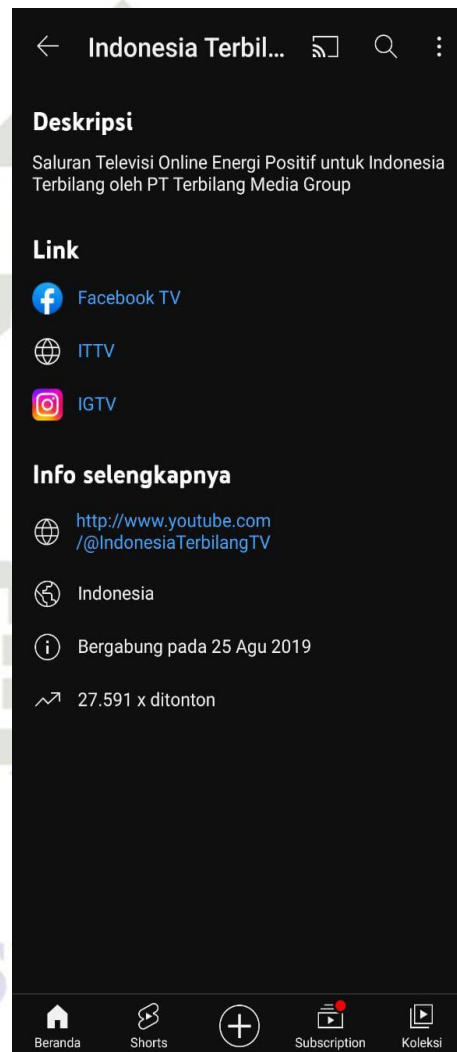 Indonesia Terbil...
Deskripsi
Saluran Televisi Online Energi Positif untuk Indonesia
Terbilang oleh PT Terbilang Media Group
Link
Facebook TV
ITTV
IGTV
Info selengkapnya
http://www.youtube.com
/@IndonesiaTerbilangTV
Indonesia
Bergabung pada 25 Agu 2019
27.591 x ditonton
Beranda
Shorts
Subscription
Koleksi